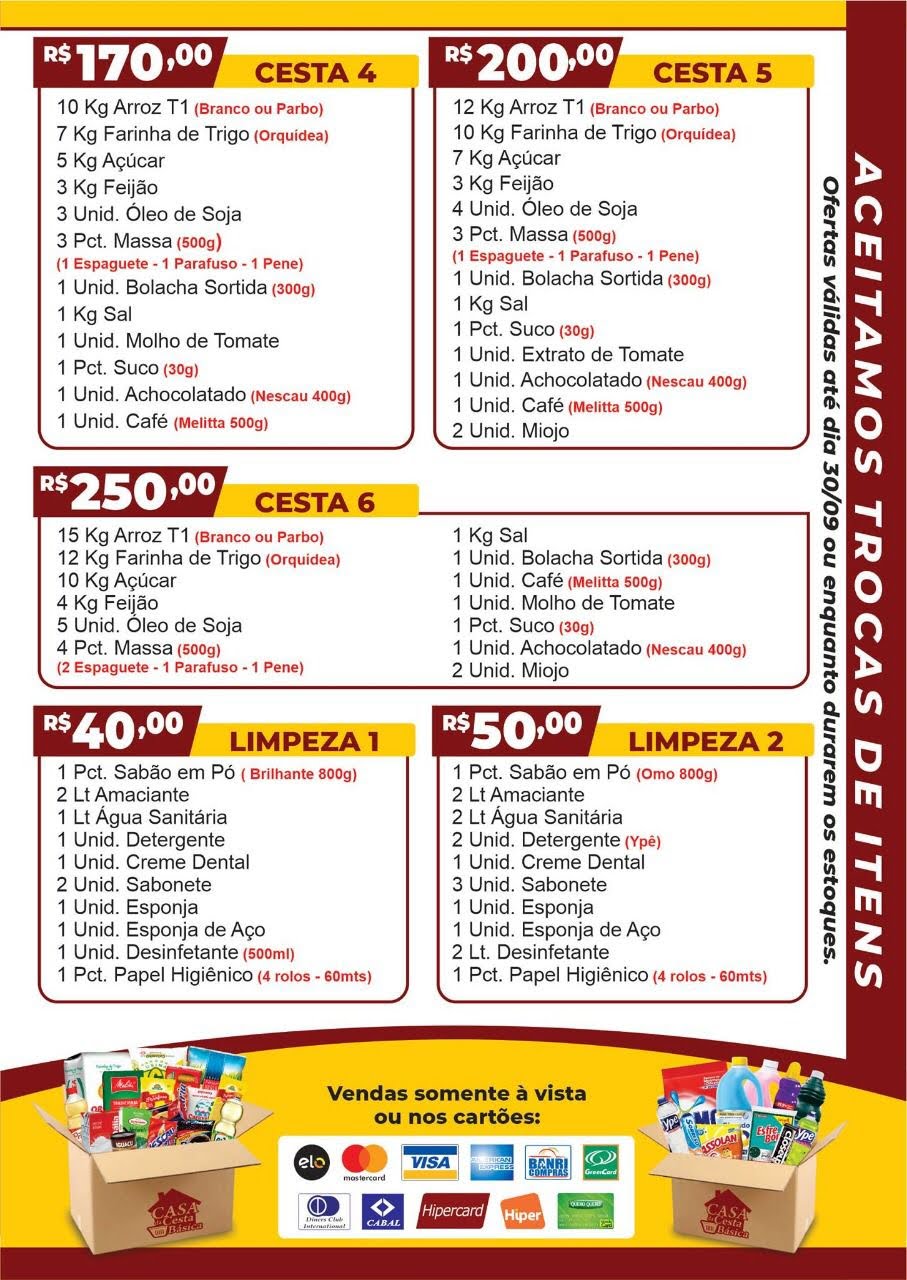 R$ 170,00
CESTA 4
10 Kg Arroz T1 (Branco ou Parbo)
7 Kg Farinha de Trigo (Orquídea)
5 Kg Açúcar
3 Kg Feijão
3 Unid. Óleo de Soja
3 Pct. Massa (500g)
(1 Espaguete - 1 Parafuso - 1 Pene)
1 Unid. Bolacha Sortida (300g)
1 Kg Sal
1 Unid. Molho de Tomate
1 Pct. Suco (30g)
1 Unid. Achocolatado (Nescau 400g)
1 Unid. Café (Melitta 500g)
R$ 200,00
CESTA 5
12 Kg Arroz T1 (Branco ou Parbo)
10 Kg Farinha de Trigo (Orquídea)
7 Kg Açúcar
3 Kg Feijão
4 Unid. Óleo de Soja
3 Pct. Massa (500g)
(1 Espaguete - 1 Parafuso - 1 Pene)
1 Unid. Bolacha Sortida (300g)
1 Kg Sal
1 Pct. Suco (30g)
1 Unid. Extrato de Tomate
1 Unid. Achocolatado (Nescau 400g)
1 Unid. Café (Melitta 500g)
2 Unid. Miojo
R$ 250,00
CESTA 6
15 Kg Arroz T1 (Branco ou Parbo)
12 Kg Farinha de Trigo (Orquídea)
10 Kg Açúcar
4 Kg Feijão
5 Unid. Óleo de Soja
4 Pct. Massa (500g)
(2 Espaguete - 1 Parafuso - 1 Pene)
1 Kg Sal
1 Unid. Bolacha Sortida (300g)
1 Unid. Café (Melitta 500g)
1 Unid. Molho de Tomate
1 Pct. Suco (30g)
1 Unid. Achocolatado (Nescau 400g)
2 Unid. Miojo
R$ 40,00
LIMPEZA 1
1 Pct. Sabão em Pó ( Brilhante 800g)
2 Lt Amaciante
1 Lt Água Sanitária
1 Unid. Detergente
1 Unid. Creme Dental
2 Unid. Sabonete
1 Unid. Esponja
1 Unid. Esponja de Aço
1 Unid. Desinfetante (500ml)
1 Pct. Papel Higiênico (4 rolos - 60mts)
R$ 50,00
LIMPEZA 2
1 Pct. Sabão em Pó (Omo 800g)
2 Lt Amaciante
2 Lt Água Sanitária
2 Unid. Detergente (Ypê)
1 Unid. Creme Dental
3 Unid. Sabonete
1 Unid. Esponja
1 Unid. Esponja de Aço
2 Lt. Desinfetante
1 Pct. Papel Higiênico (4 rolos - 60mts)
ACEITAMOS TROCAS DE ITENS
Ofertas válidas até dia 30/09 ou enquanto durarem os estoques.
Vendas somente à vista
ou nos cartões:
elo
mastercard
VISA
AMERICAN EXPRESS
BANRI COMPRAS
GreenCard
Diners Club International
CABAL
Hipercard
Hiper
QUERO QUERO
Melitta
CASA da Cesta Básica
Ypê
ASSOLAN
CASA da Cesta Básica